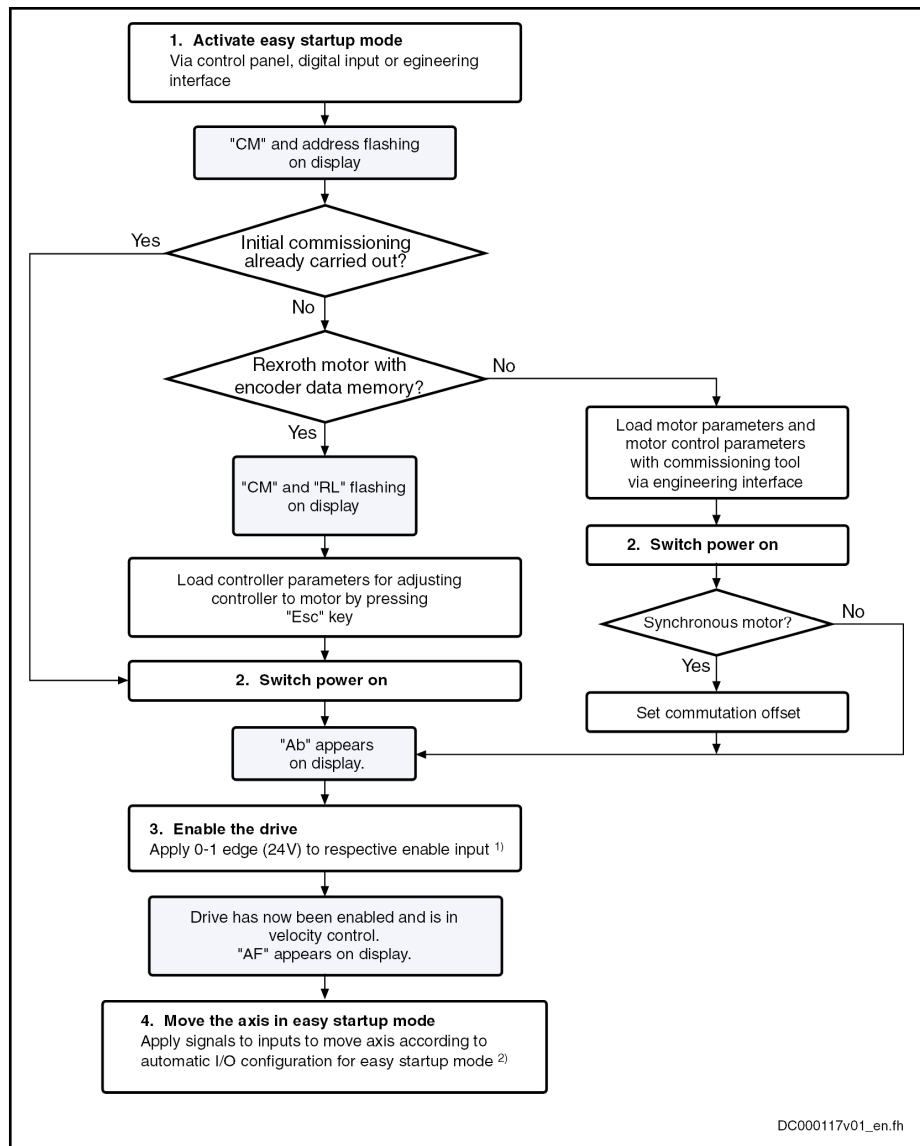 1. Activate easy startup mode
Via control panel, digital input or egineering
interface
"CM" and address flashing
on display
Yes
Initial commissioning
already carried out?
No
Rexroth motor with
encoder data memory?
No
Yes
Load motor parameters and
motor control parameters
with commissioning tool
via engineering interface
"CM" and "RL" flashing
on display
2. Switch power on
Load controller parameters for adjusting
controller to motor by pressing
"Esc" key
Synchronous motor?
No
Yes
2. Switch power on
Set commutation offset
"Ab" appears
on display.
3. Enable the drive
Apply 0-1 edge (24V) to respective enable input 1)
Drive has now been enabled and is in
velocity control.
"AF" appears on display.
4. Move the axis in easy startup mode
Apply signals to inputs to move axis according to
automatic I/O configuration for easy startup mode 2)
DC000117v01_en.fh